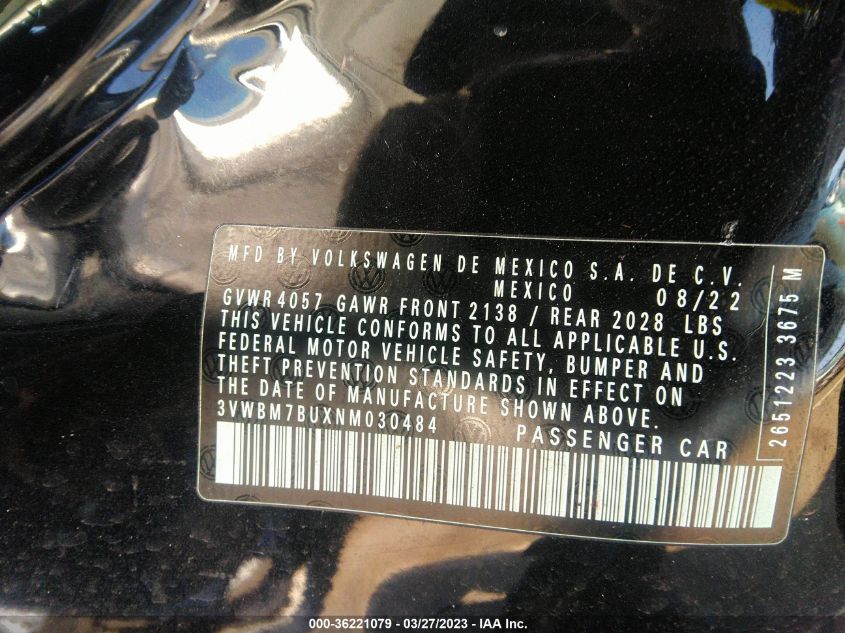 MFD BY VOLKSWAGEN DE MEXICO S.A. DE C.V.
MEXICO 08/22
GVWR 4057 GAWR FRONT 2138 / REAR 2028 LBS
THIS VEHICLE CONFORMS TO ALL APPLICABLE U.S.
FEDERAL MOTOR VEHICLE SAFETY, BUMPER AND
THEFT PREVENTION STANDARDS IN EFFECT ON
THE DATE OF MANUFACTURE SHOWN ABOVE.
3VWBM7BUXNM030484 PASSENGER CAR
2651223 3675 M
000-36221079 - 03/27/2023 - IAA Inc.